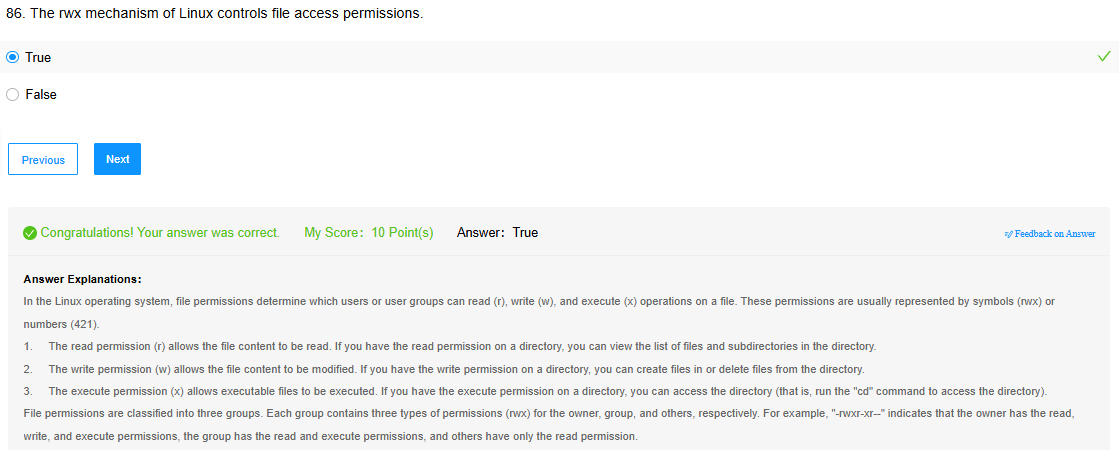 86. The rwx mechanism of Linux controls file access permissions.
True
False
Previous
Next
Congratulations! Your answer was correct. My Score: 10 Point(s) Answer: True
Feedback on Answer
Answer Explanations:
In the Linux operating system, file permissions determine which users or user groups can read (r), write (w), and execute (x) operations on a file. These permissions are usually represented by symbols (rwx) or
numbers (421).
1. The read permission (r) allows the file content to be read. If you have the read permission on a directory, you can view the list of files and subdirectories in the directory.
2. The write permission (w) allows the file content to be modified. If you have the write permission on a directory, you can create files in or delete files from the directory.
3. The execute permission (x) allows executable files to be executed. If you have the execute permission on a directory, you can access the directory (that is, run the "cd" command to access the directory).
File permissions are classified into three groups. Each group contains three types of permissions (rwx) for the owner, group, and others, respectively. For example, "-rwxr-xr--" indicates that the owner has the read,
write, and execute permissions, the group has the read and execute permissions, and others have only the read permission.